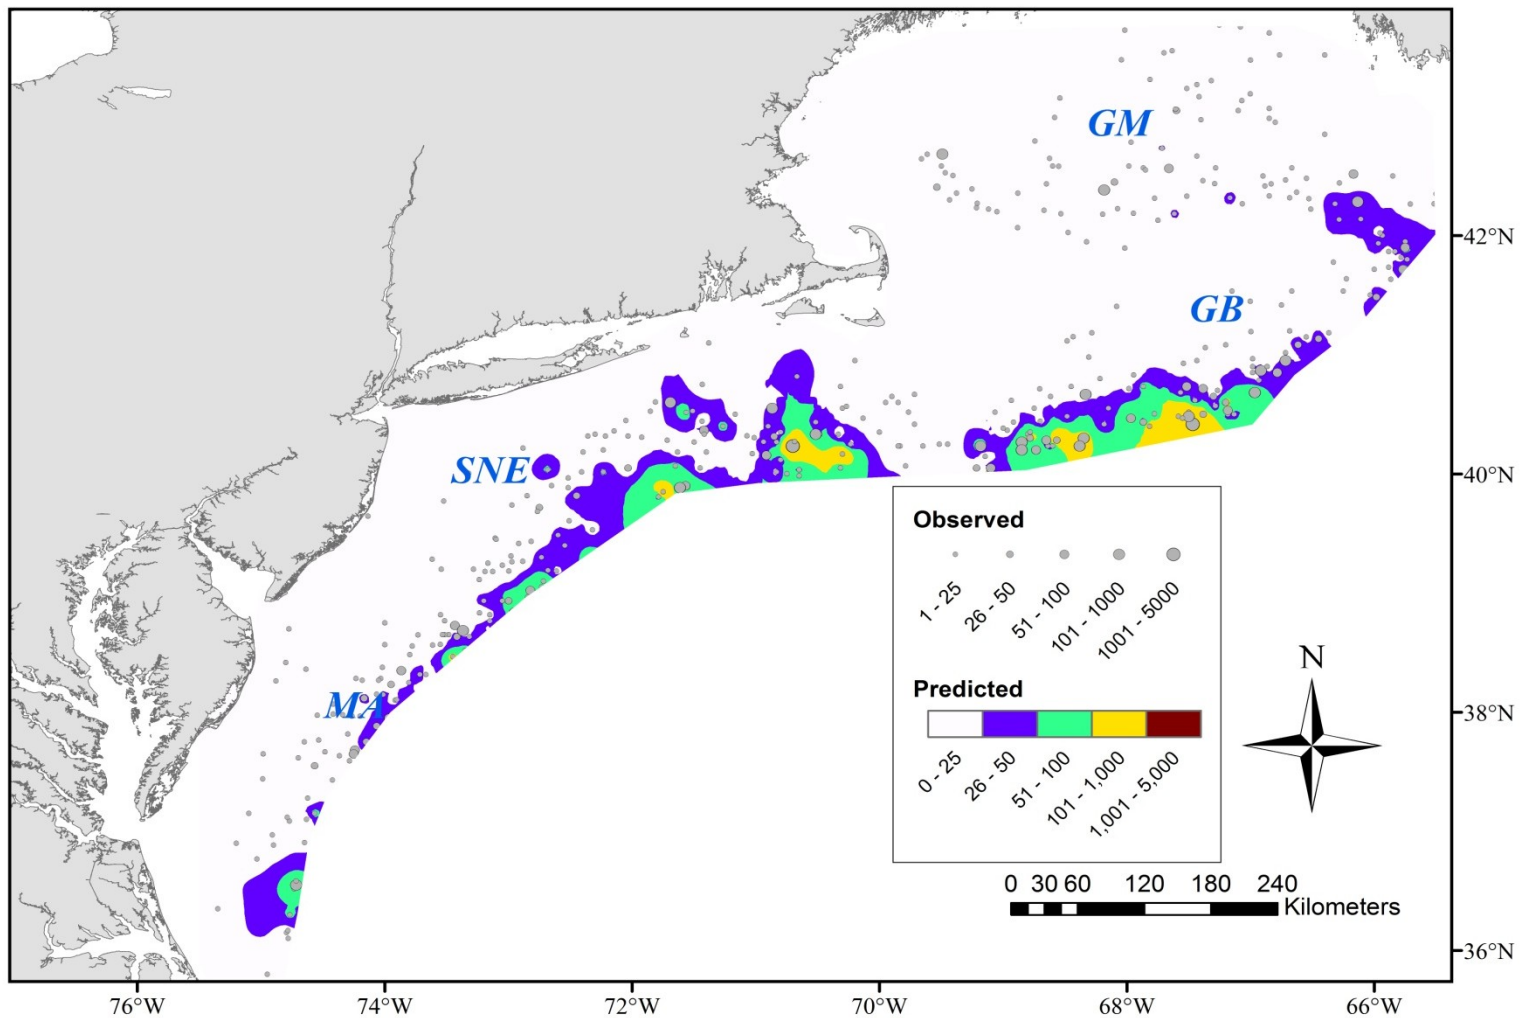 GM
GB
SNE
MA
42°N
40°N
38°N
36°N
Observed
1 - 25
26 - 50
51 - 100
101 - 1000
1001 - 5000
Predicted
0 - 25
26 - 50
51 - 100
101 - 1,000
1,001 - 5,000
N
0 30 60 120 180 240
Kilometers
76°W 74°W 72°W 70°W 68°W 66°W